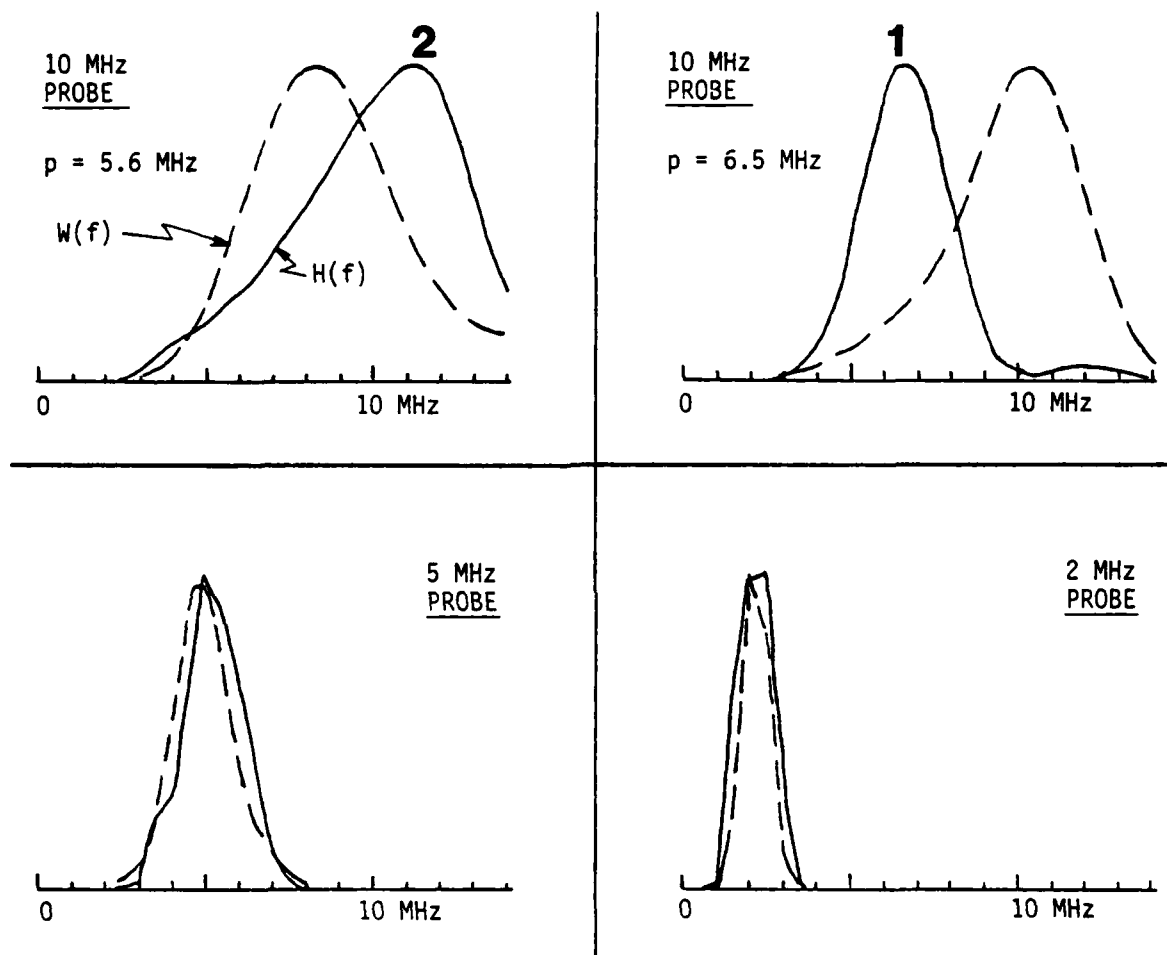 2
10 MHz
PROBE
p = 5.6 MHz
W(f)
H(f)
0
10 MHz
1
10 MHz
PROBE
p = 6.5 MHz
0
10 MHz
5 MHz
PROBE
0
10 MHz
2 MHz
PROBE
0
10 MHz